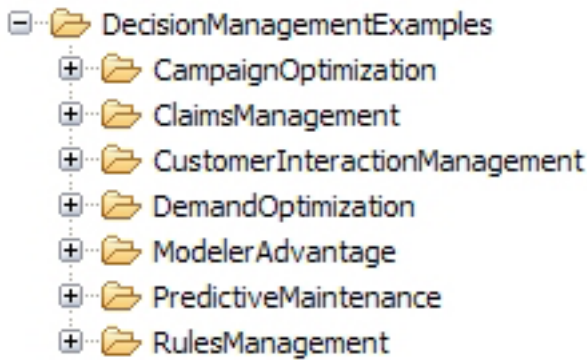 DecisionManagementExamples
CampaignOptimization
ClaimsManagement
CustomerInteractionManagement
DemandOptimization
ModelerAdvantage
PredictiveMaintenance
RulesManagement